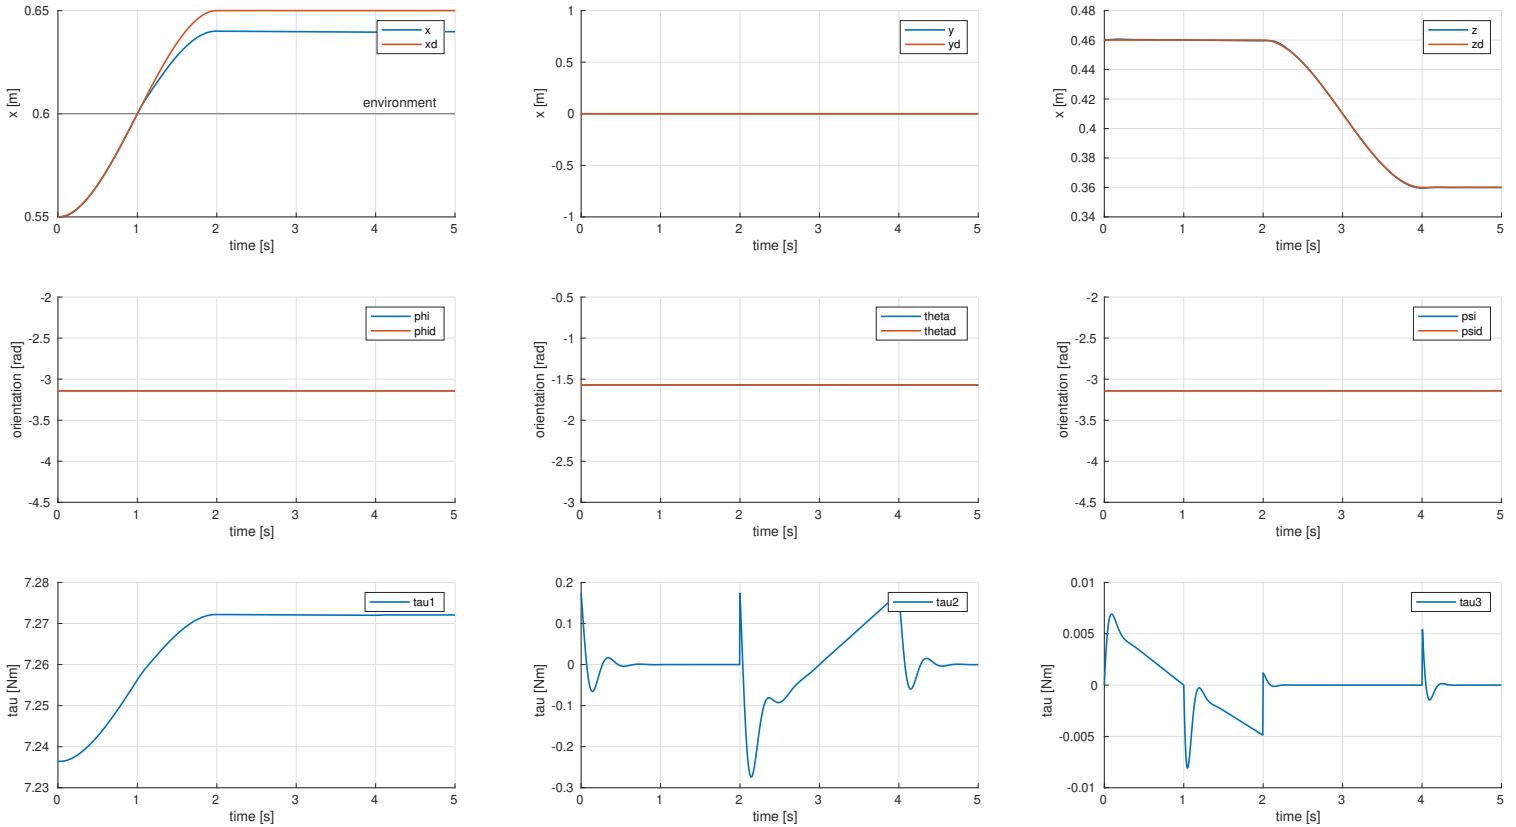 0.65
0.6
0.55
x [m]
x
xd
environment
0 1 2 3 4 5
time [s]
1
0.5
0
-0.5
-1
x [m]
y
yd
0 1 2 3 4 5
time [s]
0.48
0.46
0.44
0.42
0.4
0.38
0.36
0.34
x [m]
z
zd
0 1 2 3 4 5
time [s]
-2
-2.5
-3
-3.5
-4
-4.5
orientation [rad]
phi
phid
0 1 2 3 4 5
time [s]
-0.5
-1
-1.5
-2
-2.5
-3
orientation [rad]
theta
thetad
0 1 2 3 4 5
time [s]
-2
-2.5
-3
-3.5
-4
-4.5
orientation [rad]
psi
psid
0 1 2 3 4 5
time [s]
7.28
7.27
7.26
7.25
7.24
7.23
tau [Nm]
tau1
0 1 2 3 4 5
time [s]
0.2
0.1
0
-0.1
-0.2
-0.3
tau [Nm]
tau2
0 1 2 3 4 5
time [s]
0.01
0.005
0
-0.005
-0.01
tau [Nm]
tau3
0 1 2 3 4 5
time [s]